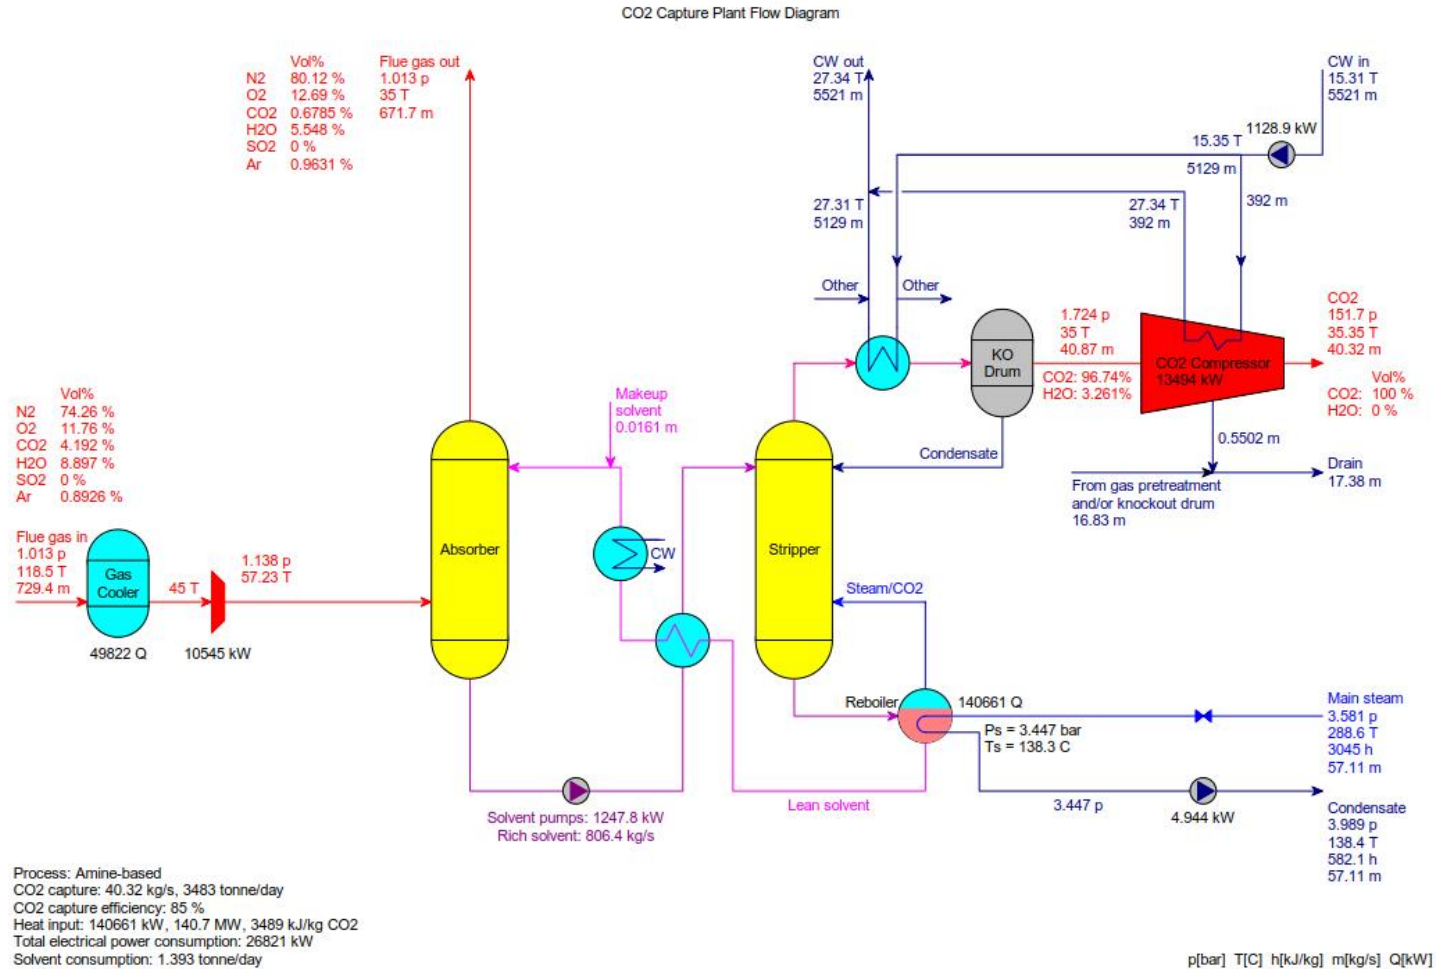 CO2 Capture Plant Flow Diagram
Vol%
N2 80.12 %
O2 12.69 %
CO2 0.6785 %
H2O 5.548 %
SO2 0 %
Ar 0.9631 %
Flue gas out
1.013 p
35 T
671.7 m
CW out
27.34 T
5521 m
CW in
15.31 T
5521 m
1128.9 kW
15.35 T
5129 m
27.31 T
5129 m
27.34 T
392 m
392 m
Other
Other
KO
Drum
1.724 p
35 T
40.87 m
CO2: 96.74%
H2O: 3.261%
CO2 Compressor
13494 kW
CO2
151.7 p
35.35 T
40.32 m
Vol%
CO2: 100 %
H2O: 0 %
0.5502 m
Condensate
Drain
17.38 m
From gas pretreatment
and/or knockout drum
16.83 m
Makeup
solvent
0.0161 m
Vol%
N2 74.26 %
O2 11.76 %
CO2 4.192 %
H2O 8.897 %
SO2 0 %
Ar 0.8926 %
Flue gas in
1.013 p
118.5 T
729.4 m
Gas
Cooler
49822 Q
45 T
10545 kW
1.138 p
57.23 T
Absorber
CW
Stripper
Steam/CO2
Reboiler
140661 Q
Ps = 3.447 bar
Ts = 138.3 C
Main steam
3.581 p
288.6 T
3045 h
57.11 m
Solvent pumps: 1247.8 kW
Rich solvent: 806.4 kg/s
Lean solvent
3.447 p
4.944 kW
Condensate
3.989 p
138.4 T
582.1 h
57.11 m
Process: Amine-based
CO2 capture: 40.32 kg/s, 3483 tonne/day
CO2 capture efficiency: 85 %
Heat input: 140661 kW, 140.7 MW, 3489 kJ/kg CO2
Total electrical power consumption: 26821 kW
Solvent consumption: 1.393 tonne/day
p[bar] T[C] h[kJ/kg] m[kg/s] Q[kW]